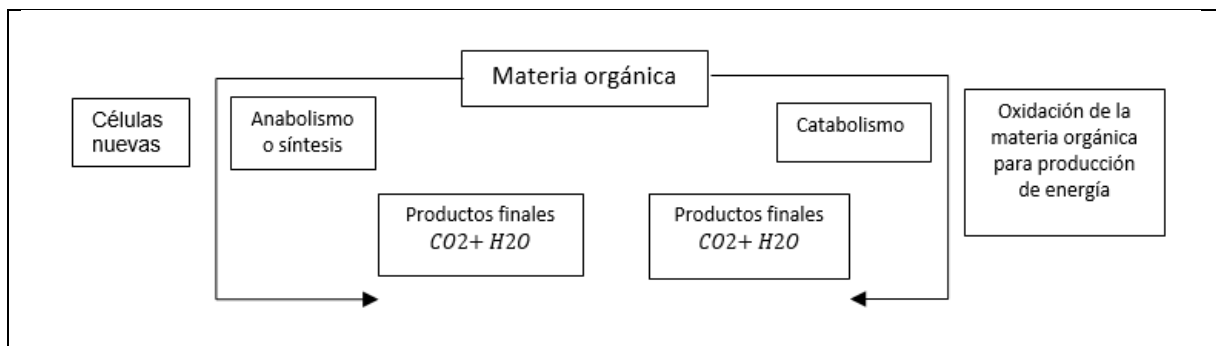 Materia orgánica
Células
nuevas
Anabolismo
o síntesis
Catabolismo
Oxidación de la
materia orgánica
para producción
de energía
Productos finales
CO2+ H2O
Productos finales
CO2+ H2O